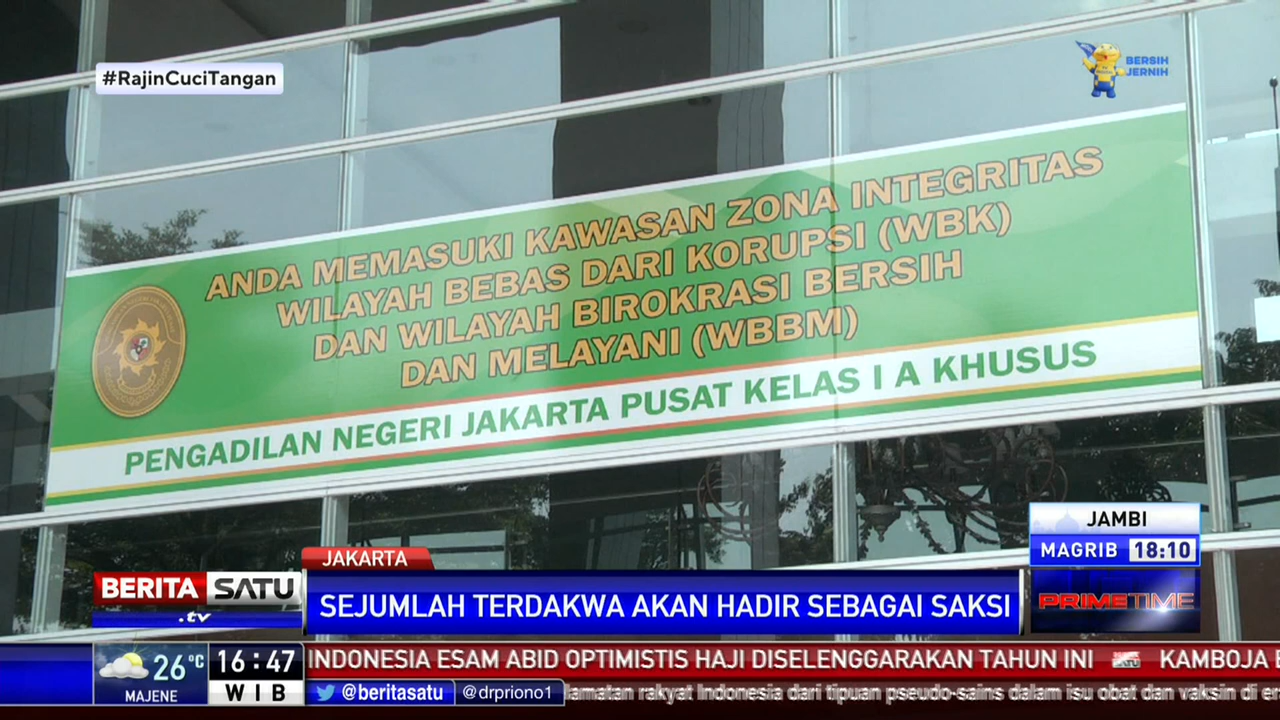 #RajinCuciTangan
BERSIH
JERNIH
ANDA MEMASUKI KAWASAN ZONA INTEGRITAS
WILAYAH BEBAS DARI KORUPSI (WBK)
DAN WILAYAH BIROKRASI BERSIH
DAN MELAYANI (WBBM)
PENGADILAN NEGERI JAKARTA PUSAT KELAS I A KHUSUS
JAMBI
MAGRIB 18:10
PRIMETIME
JAKARTA
BERITA SATU
.tv
SEJUMLAH TERDAKWA AKAN HADIR SEBAGAI SAKSI
26°C
MAJENE
16:47
WIB
INDONESIA ESAM ABID OPTIMISTIS HAJI DISELENGGARAKAN TAHUN INI KAMBOJA
@beritasatu
@drpriono1
lamatan rakyat Indonesia dari tipuan pseudo-sains dalam isu obat dan vaksin di